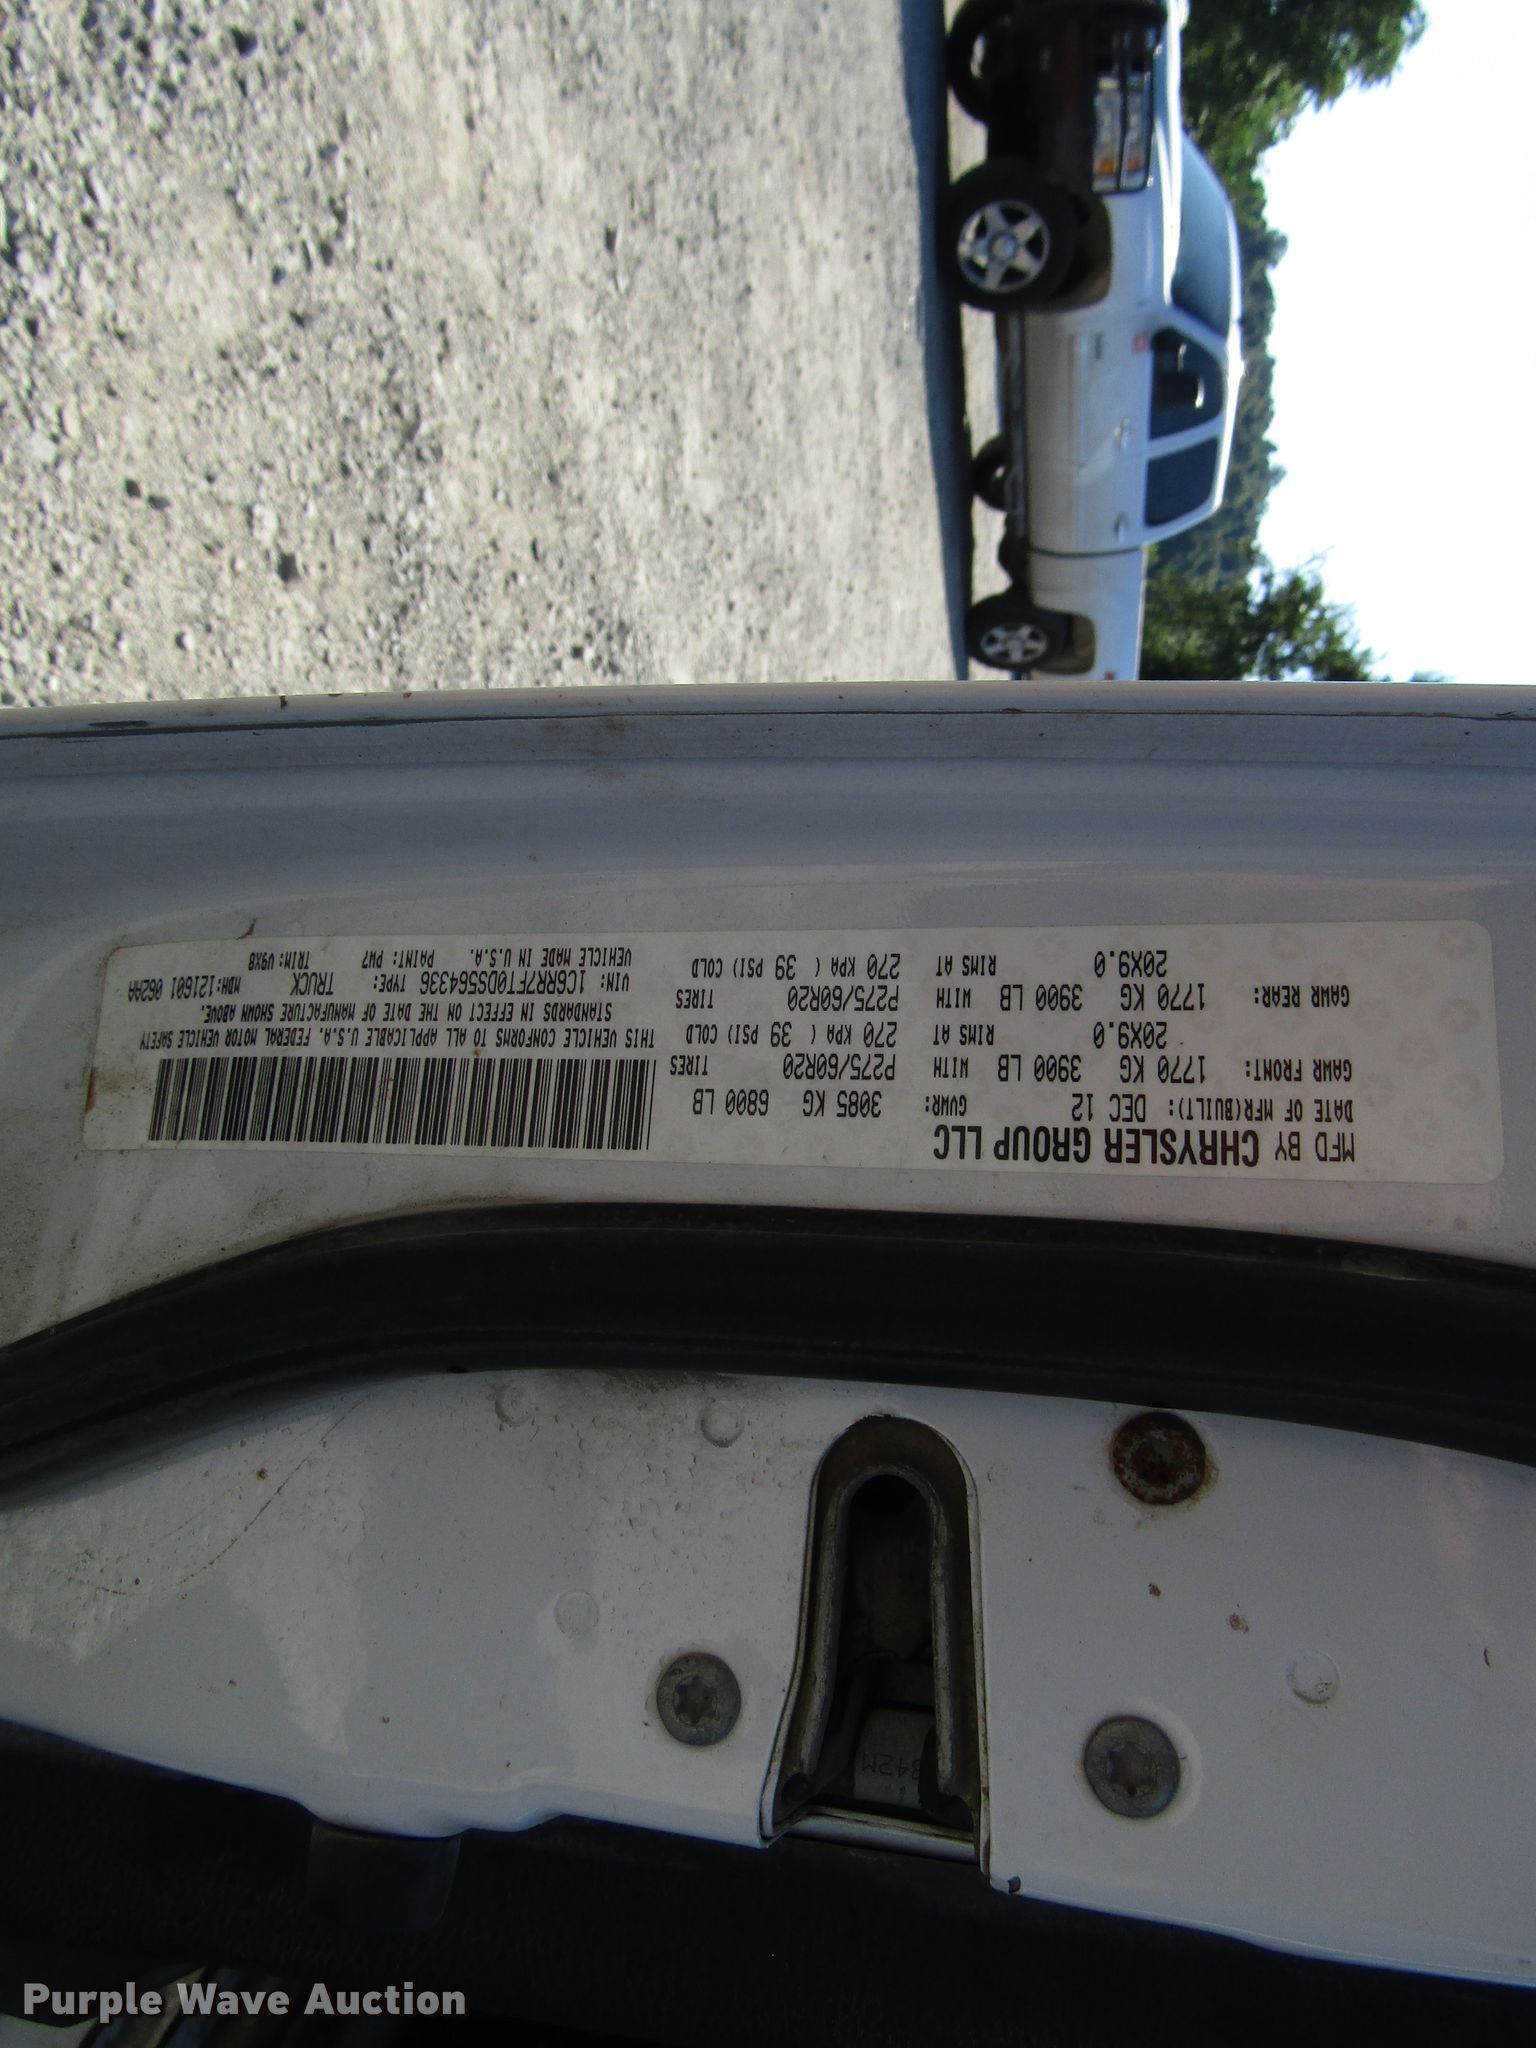 MFD BY CHRYSLER GROUP LLC
DATE OF MFR(BUILT): DEC 12 GVWR: 3085 KG 6800 LB
GAWR FRONT: 1770 KG 3900 LB WITH P275/60R20 TIRES
20X9.0 RIMS AT 270 KPA ( 39 PSI) COLD
GAWR REAR: 1770 KG 3900 LB WITH P275/60R20 TIRES
20X9.0 RIMS AT 270 KPA ( 39 PSI) COLD
THIS VEHICLE CONFORMS TO ALL APPLICABLE U.S.A. FEDERAL MOTOR VEHICLE SAFETY
STANDARDS IN EFFECT ON THE DATE OF MANUFACTURE SHOWN ABOVE.
VIN: 1C6RR7FT0DS564336 TYPE: TRUCK MDH:121601 062AA
VEHICLE MADE IN U.S.A. PAINT: PW7 TRIM: V9X8
342M
Purple Wave Auction